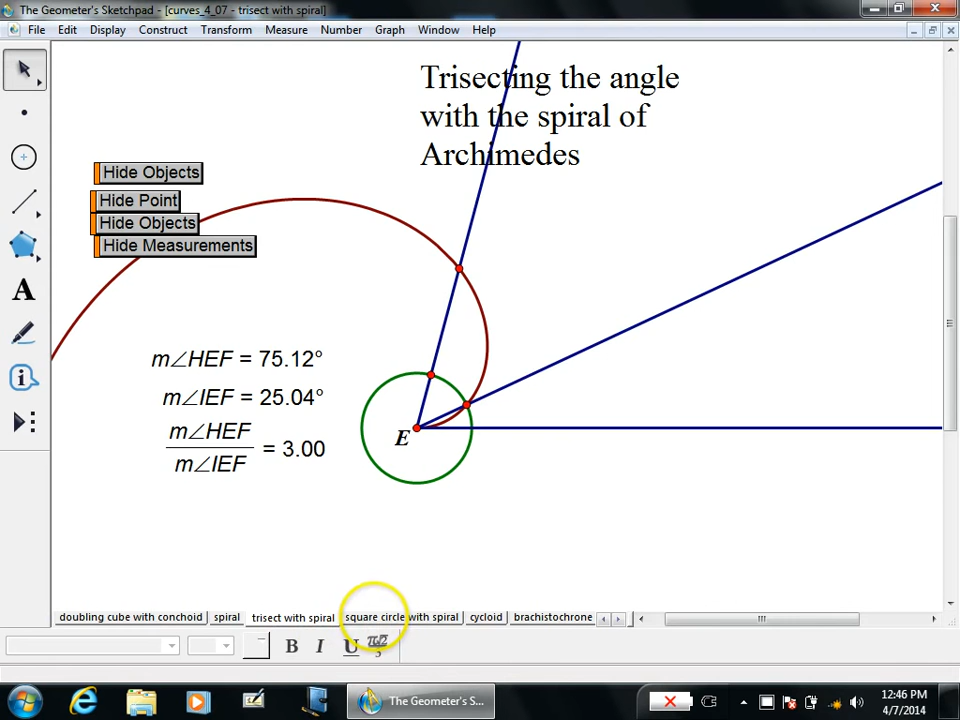 The Geometer's Sketchpad - [curves_4_07 - trisect with spiral]
File Edit Display Construct Transform Measure Number Graph Window Help
Trisecting the angle
with the spiral of
Archimedes
Hide Objects
Hide Point
Hide Objects
Hide Measurements
m∠HEF = 75.12°
m∠IEF = 25.04°
m∠HEF
m∠IEF
= 3.00
E
doubling cube with conchoid spiral trisect with spiral square circle with spiral cycloid brachistochrone
B I U
The Geometer's S...
12:46 PM
4/7/2014